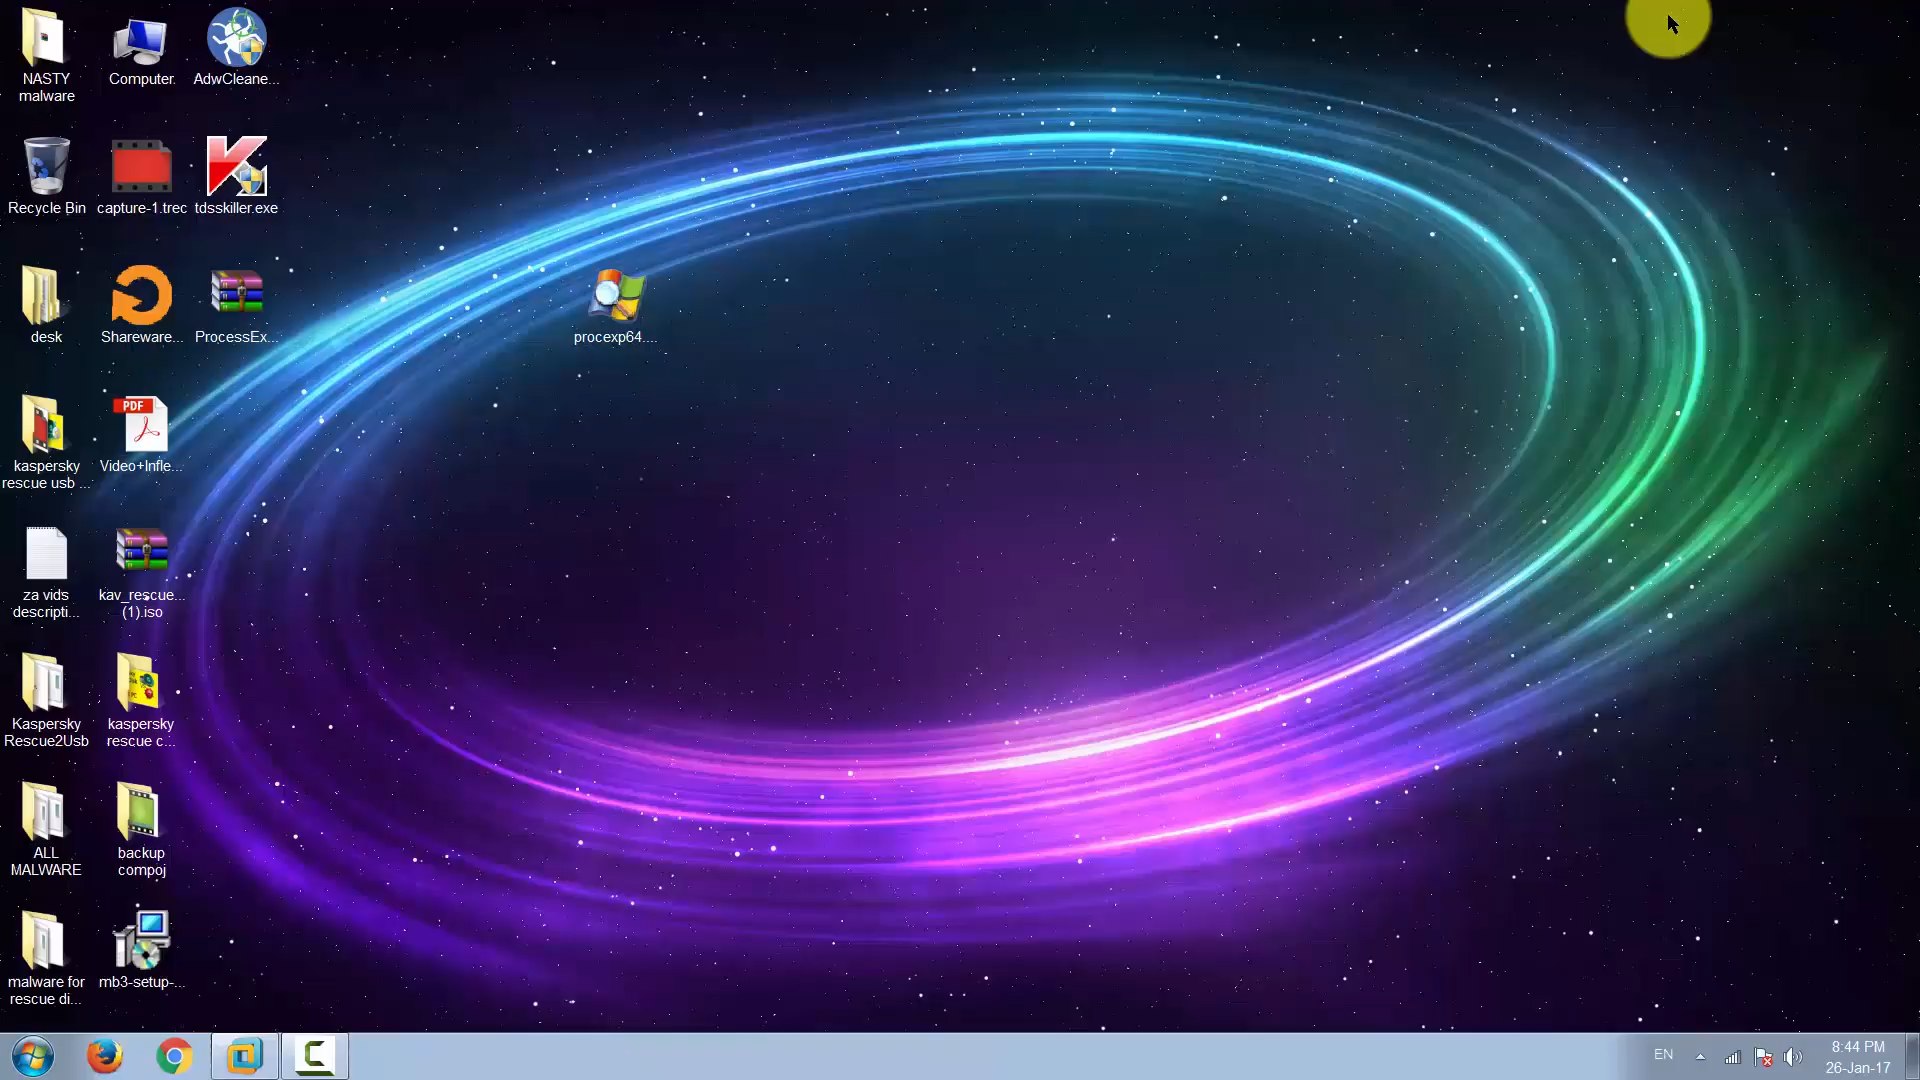 NASTY
malware
Computer
AdwCleane...
Recycle Bin
capture-1.trec
tdsskiller.exe
desk
Shareware...
ProcessEx...
procexp64....
kaspersky
rescue usb ...
PDF
Video+Infle...
za vids
descripti...
kav_rescue...
(1).iso
Kaspersky
Rescue2Usb
kaspersky
rescue c...
ALL
MALWARE
backup
compoj
malware for
rescue di...
mb3-setup-...
EN
8:44 PM
26-Jan-17